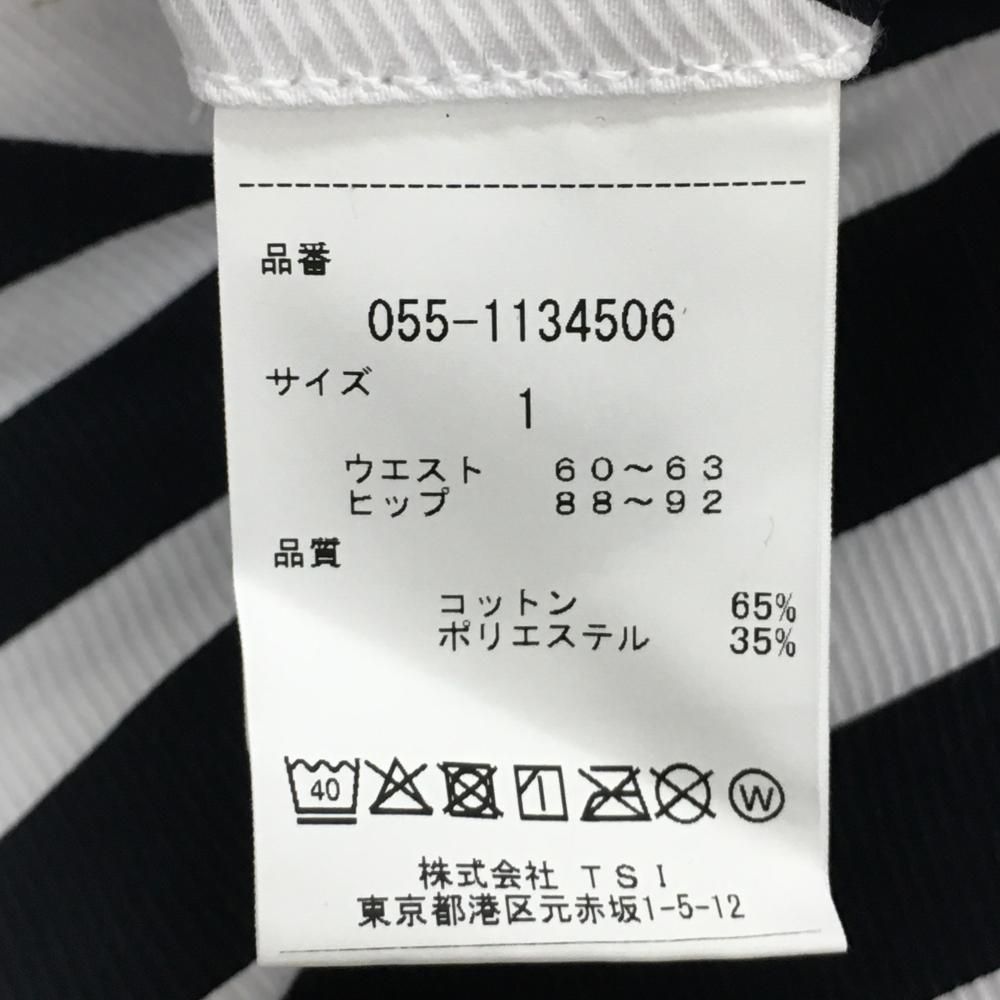 品番
055-1134506
サイズ
1
ウエスト 60～63
ヒップ 88～92
品質
コットン 65%
ポリエステル 35%
40
W
株式会社 TSI
東京都港区元赤坂1-5-12